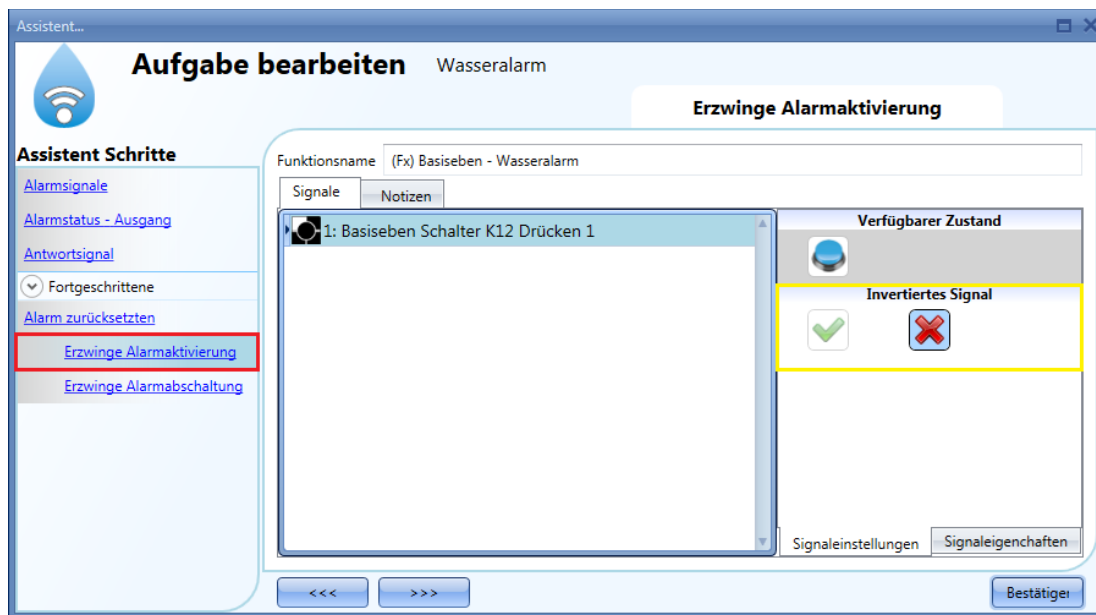 Assistent...
Aufgabe bearbeiten Wasseralarm
Erzwinge Alarmaktivierung
Assistent Schritte
Alarmsignale
Alarmstatus - Ausgang
Antwortsignal
Fortgeschrittene
Alarm zurücksetzten
Erzwinge Alarmaktivierung
Erzwinge Alarmabschaltung
Funktionsname (Fx) Basiseben - Wasseralarm
Signale Notizen
1: Basiseben Schalter K12 Drücken 1
Verfügbarer Zustand
Invertiertes Signal
Signaleinstellungen Signaleigenchaften
<<< >>> Bestätiger